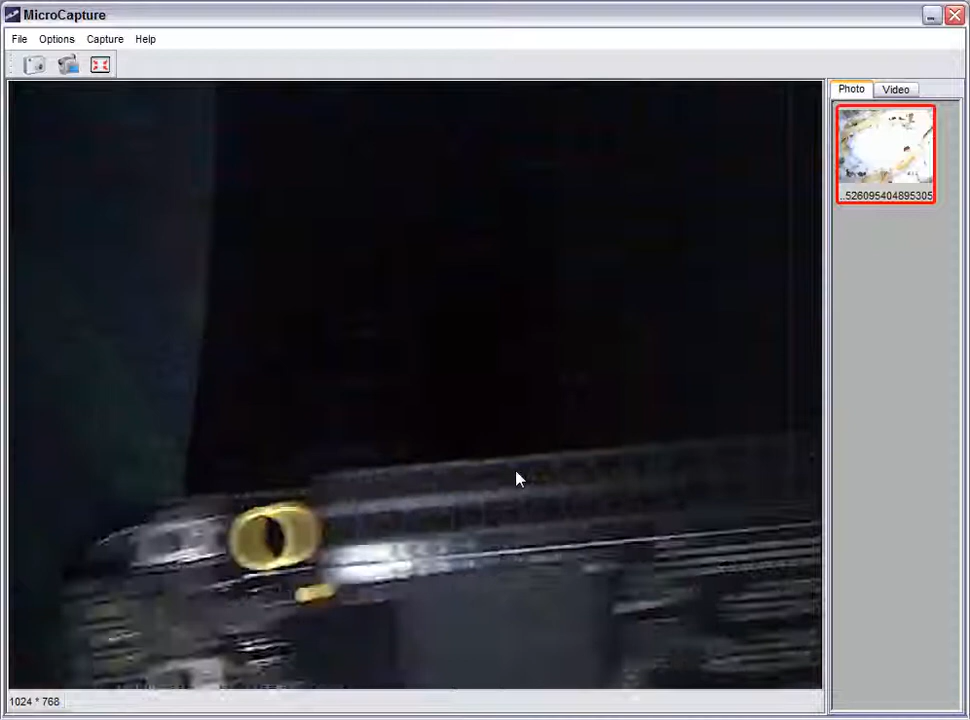 MicroCapture
File Options Capture Help
Photo Video
..526095404895305
1024 * 768